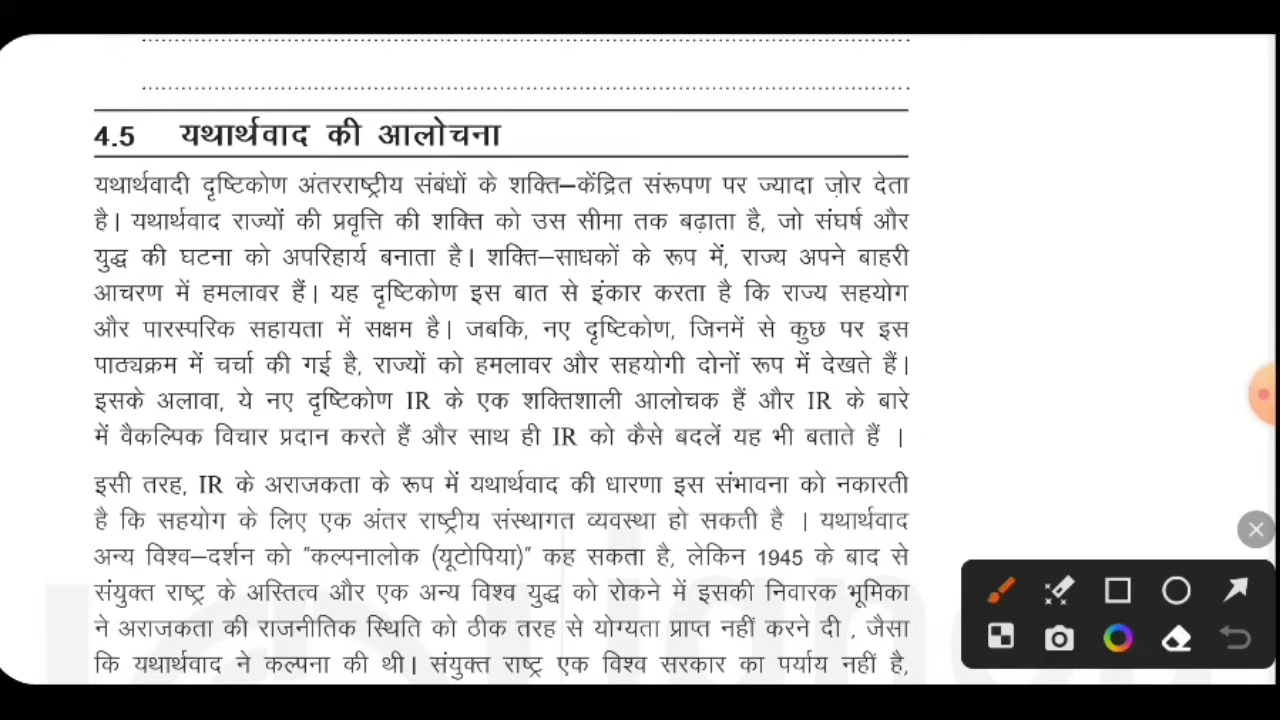 4.5 यथार्थवाद की आलोचना
यथार्थवादी दृष्टिकोण अंतरराष्ट्रीय संबंधों के शक्ति–केंद्रित संरूपण पर ज्यादा ज़ोर देता
है। यथार्थवाद राज्यों की प्रवृत्ति की शक्ति को उस सीमा तक बढ़ाता है, जो संघर्ष और
युद्ध की घटना को अपरिहार्य बनाता है। शक्ति–साधकों के रूप में, राज्य अपने बाहरी
आचरण में हमलावर हैं। यह दृष्टिकोण इस बात से इंकार करता है कि राज्य सहयोग
और पारस्परिक सहायता में सक्षम है। जबकि, नए दृष्टिकोण, जिनमें से कुछ पर इस
पाठ्यक्रम में चर्चा की गई है, राज्यों को हमलावर और सहयोगी दोनों रूप में देखते हैं।
इसके अलावा, ये नए दृष्टिकोण IR के एक शक्तिशाली आलोचक हैं और IR के बारे
में वैकल्पिक विचार प्रदान करते हैं और साथ ही IR को कैसे बदलें यह भी बताते हैं ।
इसी तरह, IR के अराजकता के रूप में यथार्थवाद की धारणा इस संभावना को नकारती
है कि सहयोग के लिए एक अंतर राष्ट्रीय संस्थागत व्यवस्था हो सकती है । यथार्थवाद
अन्य विश्व–दर्शन को "कल्पनालोक (यूटोपिया)" कह सकता है, लेकिन 1945 के बाद से
संयुक्त राष्ट्र के अस्तित्व और एक अन्य विश्व युद्ध को रोकने में इसकी निवारक भूमिका
ने अराजकता की राजनीतिक स्थिति को ठीक तरह से योग्यता प्राप्त नहीं करने दी , जैसा
कि यथार्थवाद ने कल्पना की थी। संयुक्त राष्ट्र एक विश्व सरकार का पर्याय नहीं है,